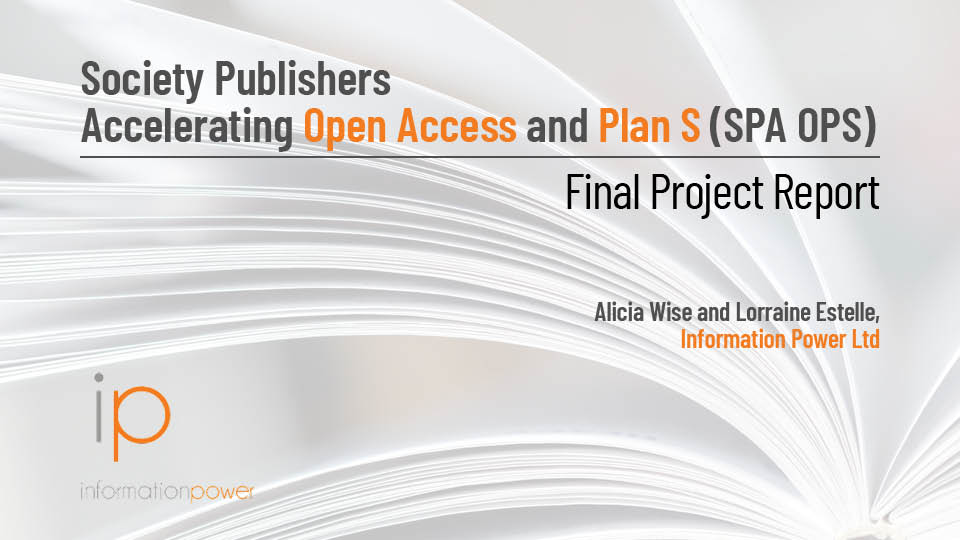 Society Publishers
Accelerating Open Access and Plan S (SPA OPS)
Final Project Report
Alicia Wise and Lorraine Estelle,
Information Power Ltd
ip
informationpower